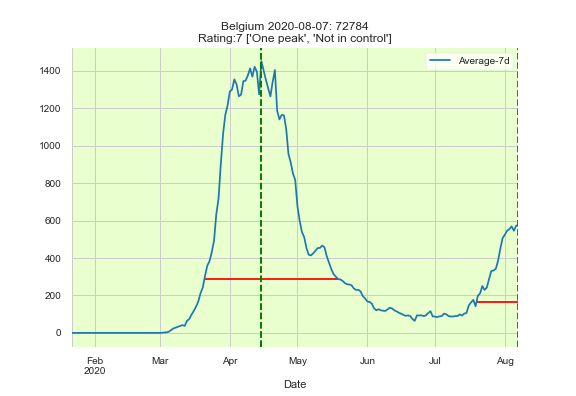 Belgium 2020-08-07: 72784
Rating:7 ['One peak', 'Not in control']
Average-7d
1400
1200
1000
800
600
400
200
0
Feb Mar Apr May Jun Jul Aug
2020
Date